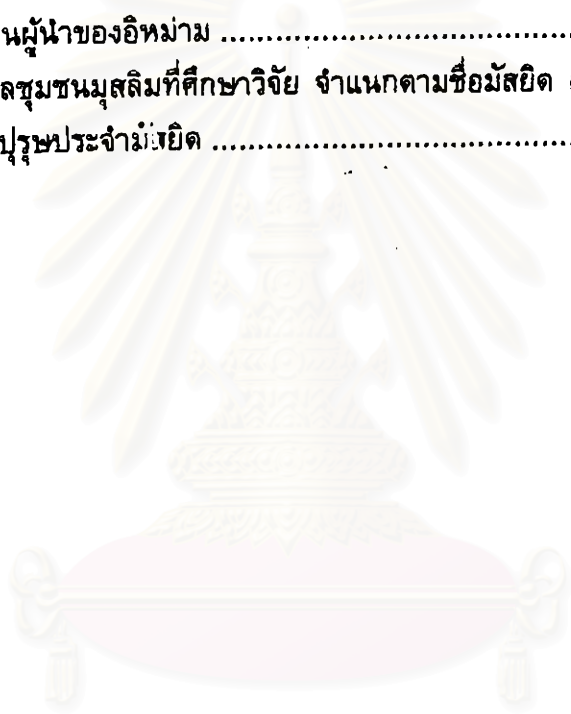 นผู้นำของอิหม่าม ........................................
ลชุมชนมุสลิมที่ศึกษาวิจัย จำแนกตามชื่อมัสยิด .
ปุรุษประจำมัสยิด ........................................